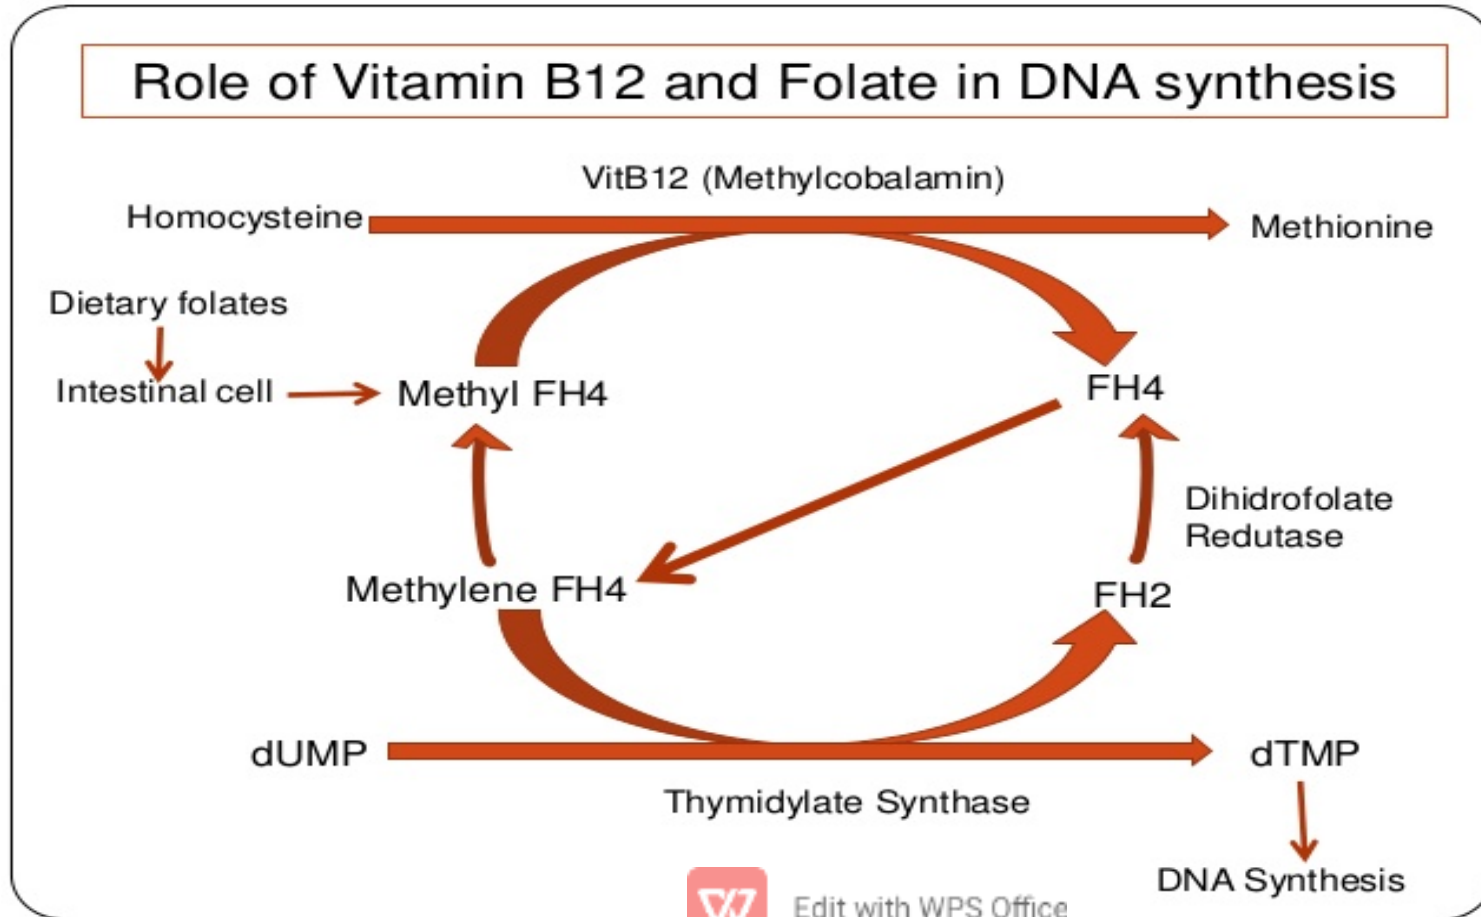 Role of Vitamin B12 and Folate in DNA synthesis
VitB12 (Methylcobalamin)
Homocysteine
Methionine
Dietary folates
Intestinal cell
Methyl FH4
FH4
Dihidrofolate
Redutase
Methylene FH4
FH2
dUMP
dTMP
Thymidylate Synthase
DNA Synthesis
Edit with WPS Office